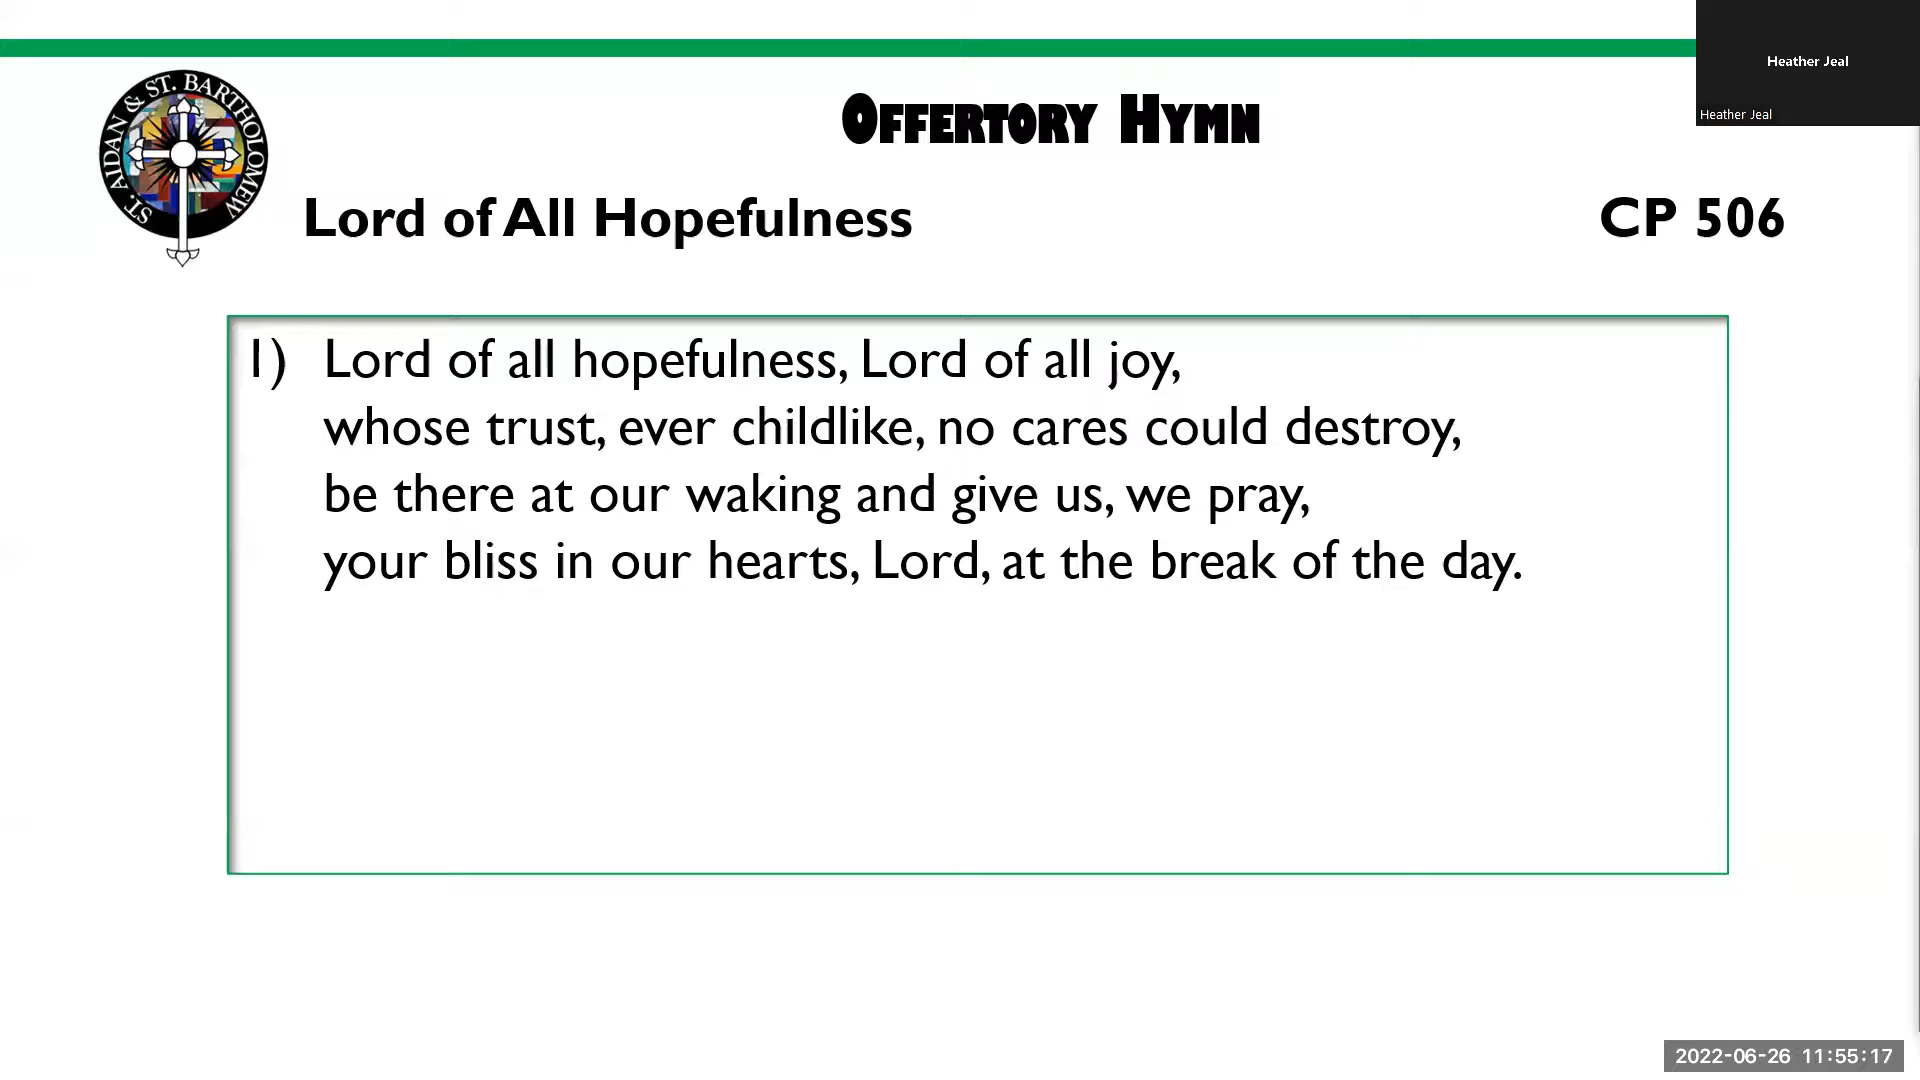 Heather Jeal
Heather Jeal
ST. AIDAN & ST. BARTHOLOMEW
OFFERTORY HYMN
Lord of All Hopefulness CP 506
1) Lord of all hopefulness, Lord of all joy,
whose trust, ever childlike, no cares could destroy,
be there at our waking and give us, we pray,
your bliss in our hearts, Lord, at the break of the day.
2022-06-26 11:55:17